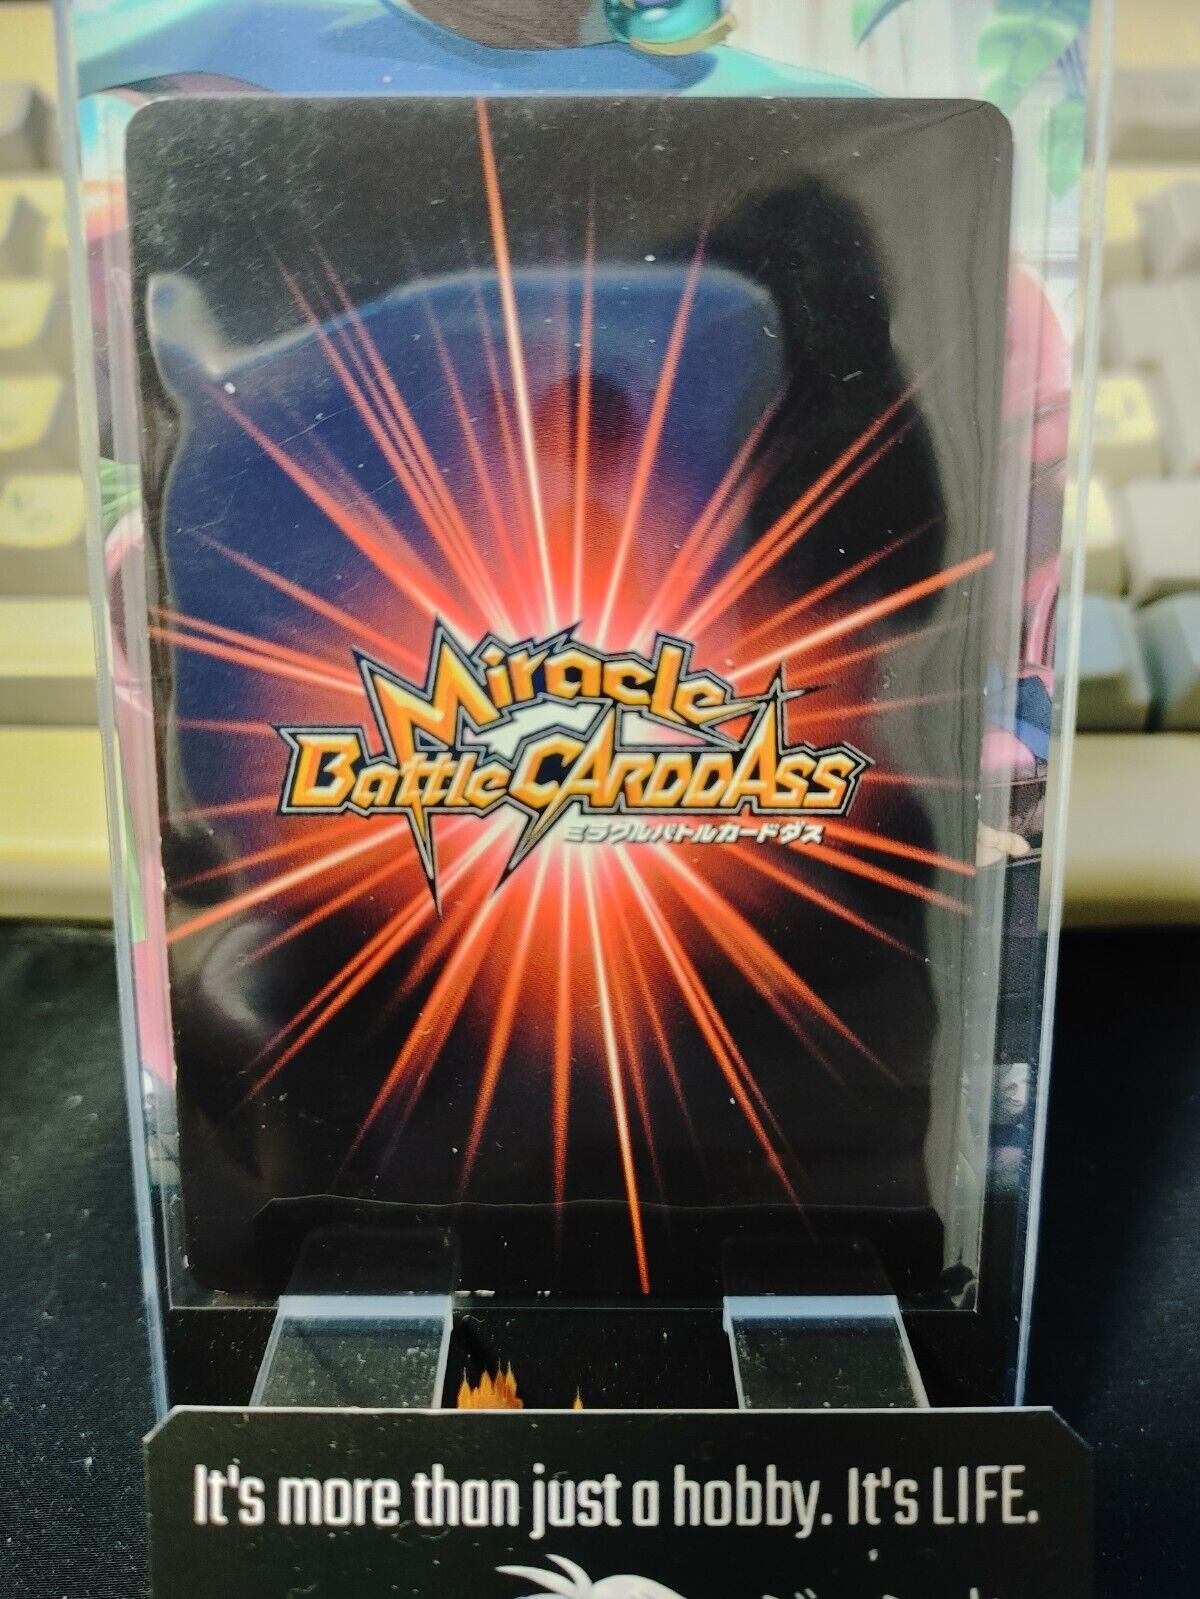 Miracle
Battle CARDDASS
ミラクルバトルカードダス
It's more than just a hobby. It's LIFE.